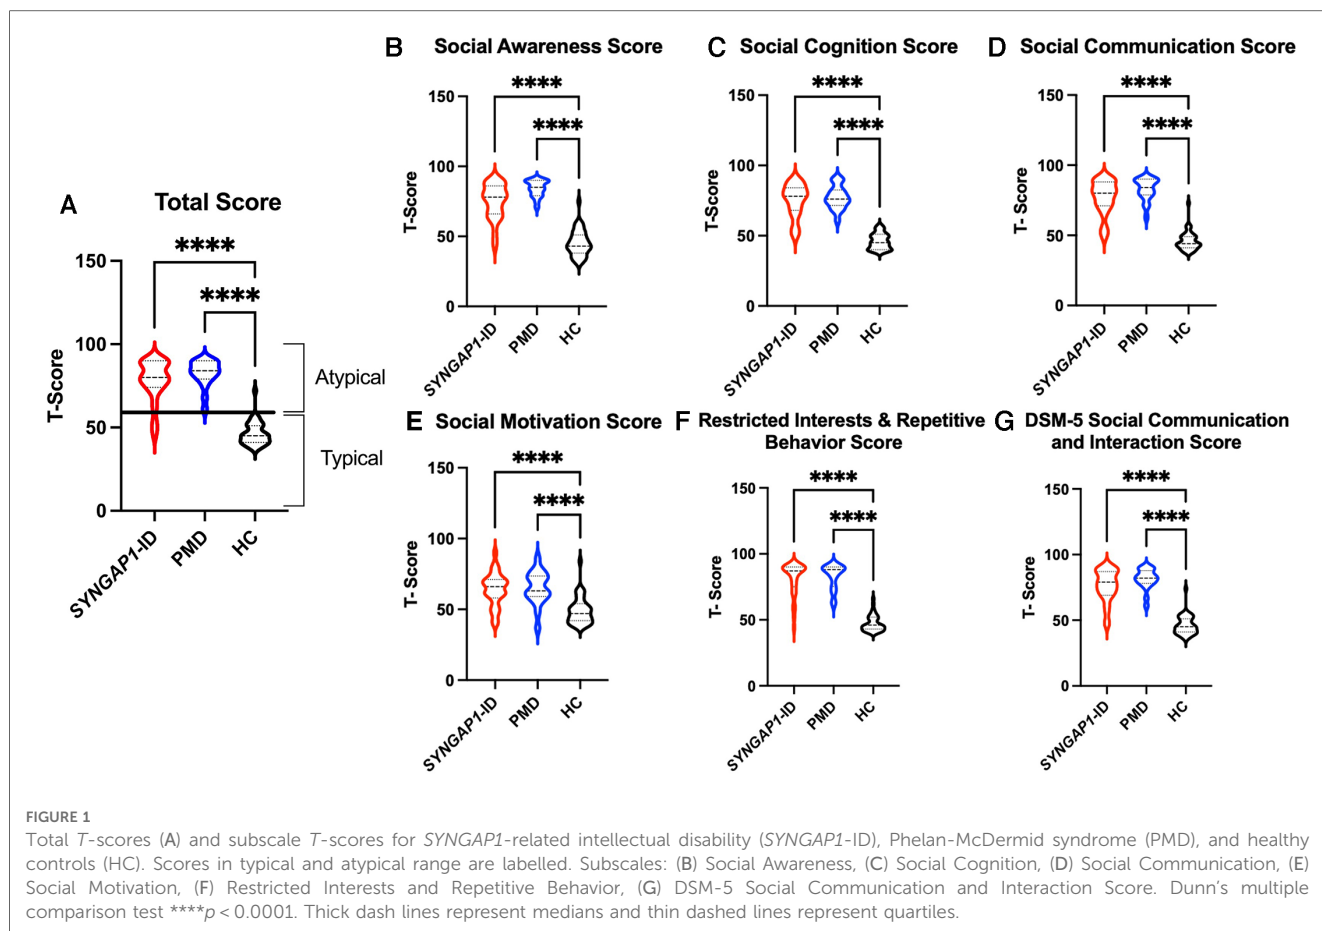 A
Total Score
****
****
150
100
50
0
T-Score
Atypical
Typical
SYNGAP1-ID
PMD
HC
B
Social Awareness Score
****
****
150
100
50
0
T-Score
SYNGAP1-ID
PMD
HC
C
Social Cognition Score
****
****
150
100
50
0
T-Score
SYNGAP1-ID
PMD
HC
D
Social Communication Score
****
****
150
100
50
0
T- Score
SYNGAP1-ID
PMD
HC
E
Social Motivation Score
****
****
150
100
50
0
T- Score
SYNGAP1-ID
PMD
HC
F
Restricted Interests & Repetitive
Behavior Score
****
****
150
100
50
0
T- Score
SYNGAP1-ID
PMD
HC
G
DSM-5 Social Communication
and Interaction Score
****
****
150
100
50
0
T- Score
SYNGAP1-ID
PMD
HC
FIGURE 1
Total T-scores (A) and subscale T-scores for SYNGAP1-related intellectual disability (SYNGAP1-ID), Phelan-McDermid syndrome (PMD), and healthy
controls (HC). Scores in typical and atypical range are labelled. Subscales: (B) Social Awareness, (C) Social Cognition, (D) Social Communication, (E)
Social Motivation, (F) Restricted Interests and Repetitive Behavior, (G) DSM-5 Social Communication and Interaction Score. Dunn's multiple
comparison test ****p < 0.0001. Thick dash lines represent medians and thin dashed lines represent quartiles.